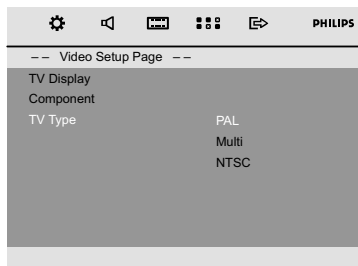 PHILIPS
-- Video Setup Page --
TV Display
Component
TV Type PAL
Multi
NTSC